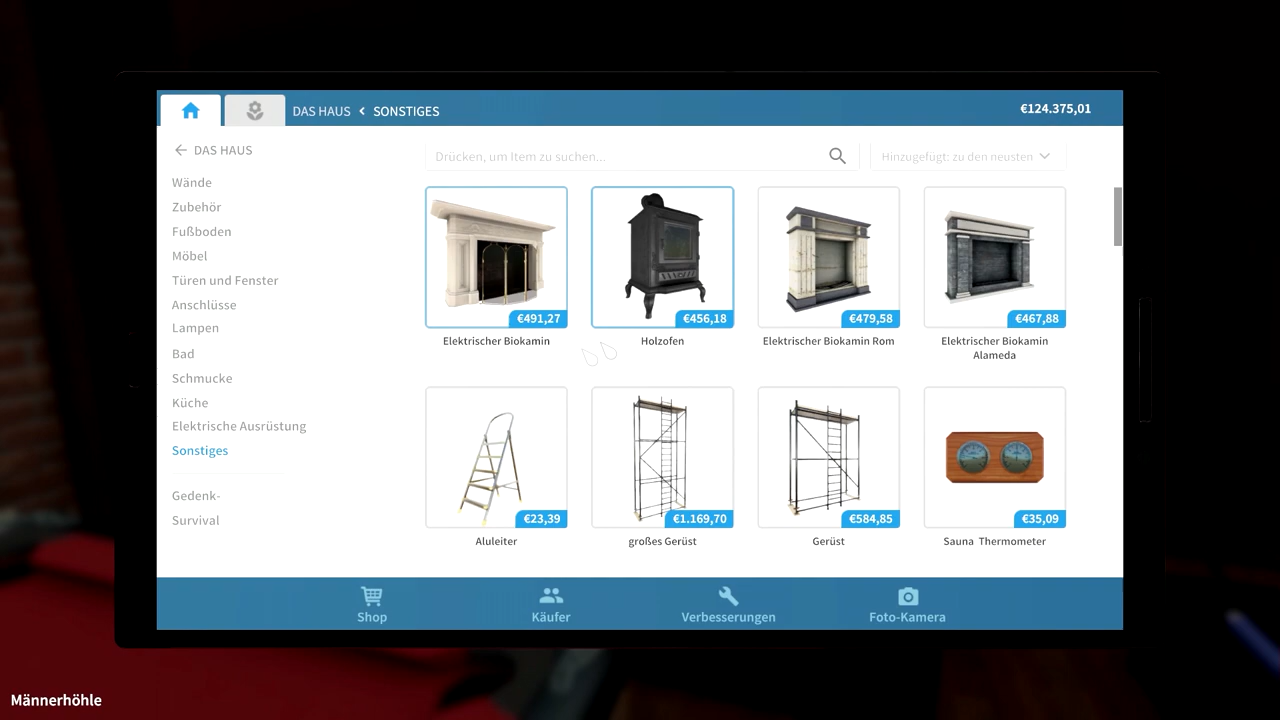 DAS HAUS < SONSTIGES
€124.375,01
← DAS HAUS
Wände
Zubehör
Fußboden
Möbel
Türen und Fenster
Anschlüsse
Lampen
Bad
Schmucke
Küche
Elektrische Ausrüstung
Sonstiges
Gedenk-
Survival
Drücken, um Item zu suchen...
Hinzugefügt: zu den neusten
€491,27
€456,18
€479,58
€467,88
Elektrischer Biokamin
Holzofen
Elektrischer Biokamin Rom
Elektrischer Biokamin
Alameda
€23,39
€1.169,70
€584,85
€35,09
Aluleiter
großes Gerüst
Gerüst
Sauna Thermometer
Shop
Käufer
Verbesserungen
Foto-Kamera
Männerhöhle